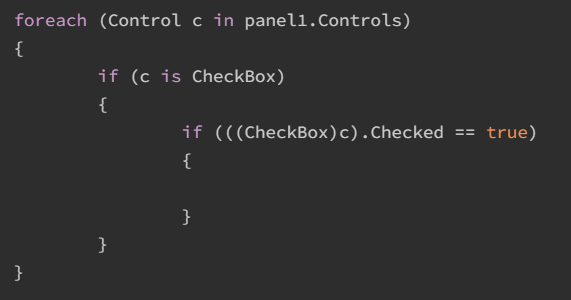 foreach (Control c in panel1.Controls)
{
if (c is CheckBox)
{
if (((CheckBox)c).Checked == true)
{
}
}
}